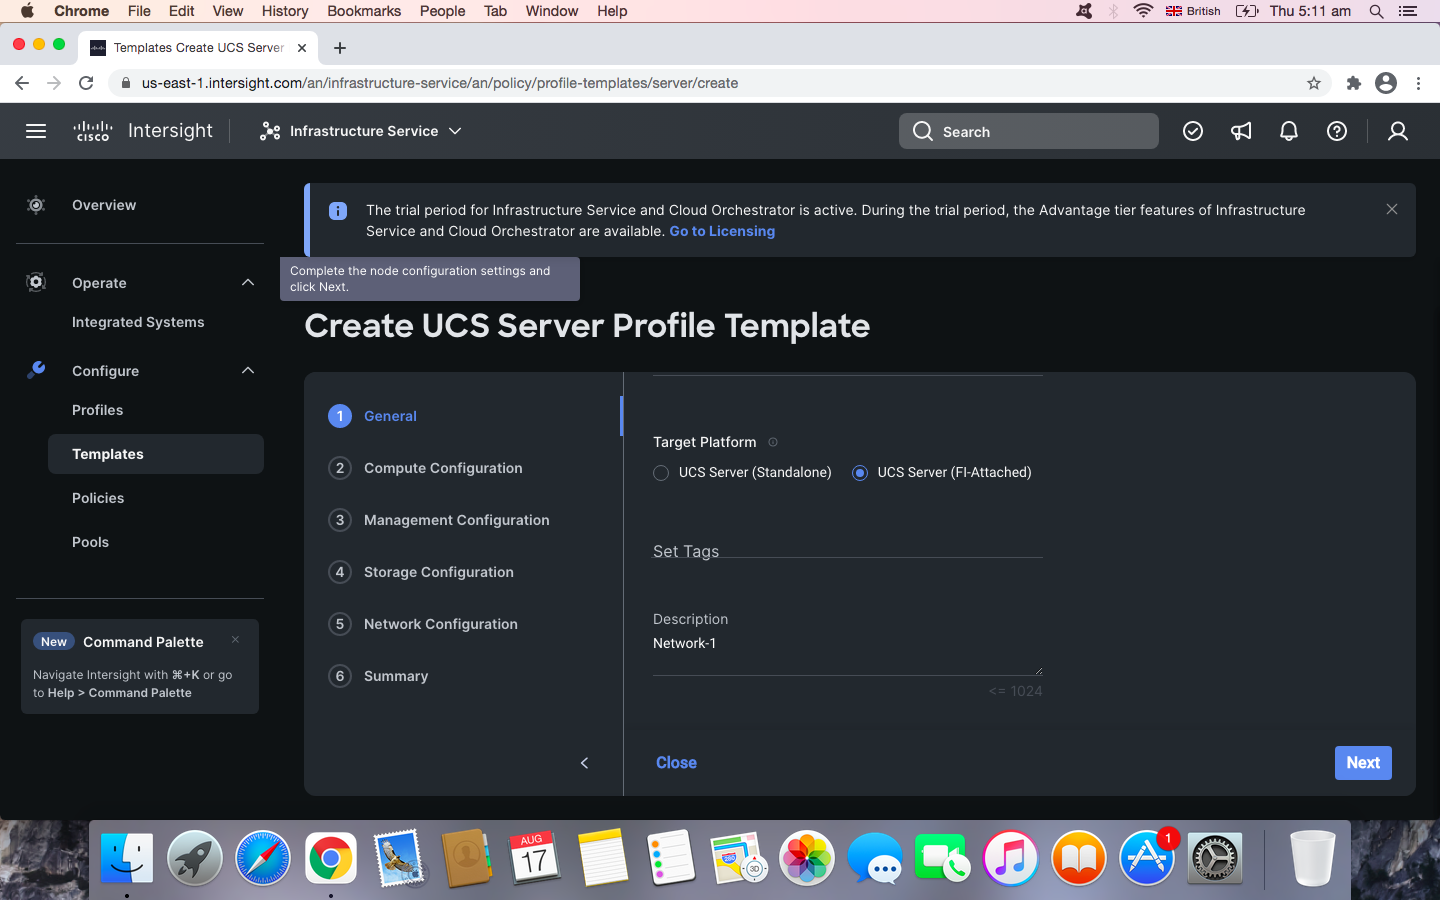 Chrome File Edit View History Bookmarks People Tab Window Help British Thu 5:11 am
Templates Create UCS Server
us-east-1.intersight.com/an/infrastructure-service/an/policy/profile-templates/server/create
CISCO Intersight Infrastructure Service Search
Overview
Operate
Integrated Systems
Configure
Profiles
Templates
Policies
Pools
New Command Palette
Navigate Intersight with ⌘+K or go
to Help > Command Palette
The trial period for Infrastructure Service and Cloud Orchestrator is active. During the trial period, the Advantage tier features of Infrastructure
Service and Cloud Orchestrator are available. Go to Licensing
Complete the node configuration settings and
click Next.
Create UCS Server Profile Template
1 General
2 Compute Configuration
3 Management Configuration
4 Storage Configuration
5 Network Configuration
6 Summary
Target Platform
UCS Server (Standalone) UCS Server (FI-Attached)
Set Tags
Description
Network-1
<= 1024
Close Next
AUG
17
280
3D
1